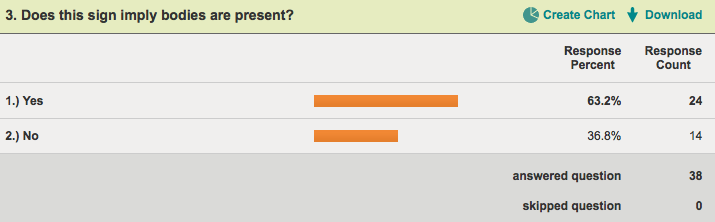 3. Does this sign imply bodies are present? Create Chart Download
Response Percent Response Count
1.) Yes 63.2% 24
2.) No 36.8% 14
answered question 38
skipped question 0